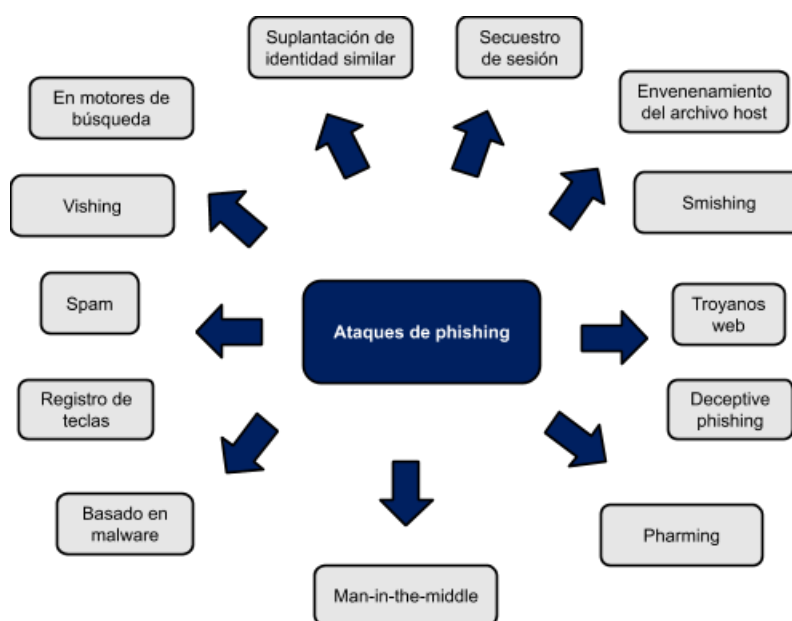 Suplantación de
identidad similar
Secuestro
de sesión
En motores de
búsqueda
Envenenamiento
del archivo host
Vishing
Smishing
Spam
Ataques de phishing
Troyanos
web
Registro de
teclas
Deceptive
phishing
Basado en
malware
Pharming
Man-in-the-middle